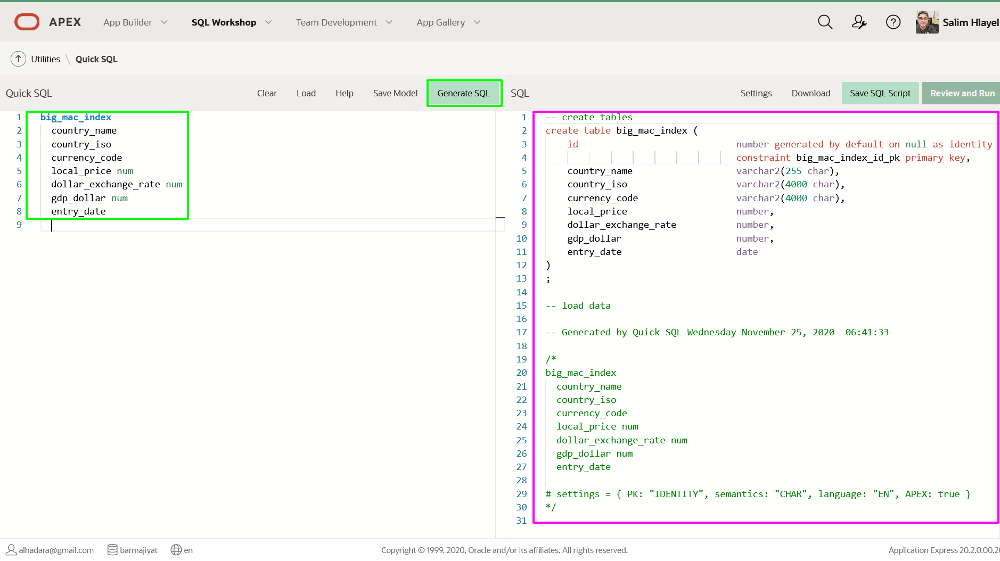 APEX App Builder SQL Workshop Team Development App Gallery Salim Hlayel
Utilities \ Quick SQL
Quick SQL Clear Load Help Save Model Generate SQL
1 big_mac_index
2 country_name
3 country_iso
4 currency_code
5 local_price num
6 dollar_exchange_rate num
7 gdp_dollar num
8 entry_date
9
SQL Settings Download Save SQL Script Review and Run
1 -- create tables
2 create table big_mac_index (
3 id number generated by default on null as identity
4 constraint big_mac_index_id_pk primary key,
5 country_name varchar2(255 char),
6 country_iso varchar2(4000 char),
7 currency_code varchar2(4000 char),
8 local_price number,
9 dollar_exchange_rate number,
10 gdp_dollar number,
11 entry_date date
12 )
13 ;
14
15 -- load data
16
17 -- Generated by Quick SQL Wednesday November 25, 2020  06:41:33
18
19 /*
20 big_mac_index
21 country_name
22 country_iso
23 currency_code
24 local_price num
25 dollar_exchange_rate num
26 gdp_dollar num
27 entry_date
28
29 # settings = { PK: "IDENTITY", semantics: "CHAR", language: "EN", APEX: true }
30 */
31
alhadara@gmail.com barmajiyat en Copyright © 1999, 2020, Oracle and/or its affiliates. All rights reserved. Application Express 20.2.0.00.20